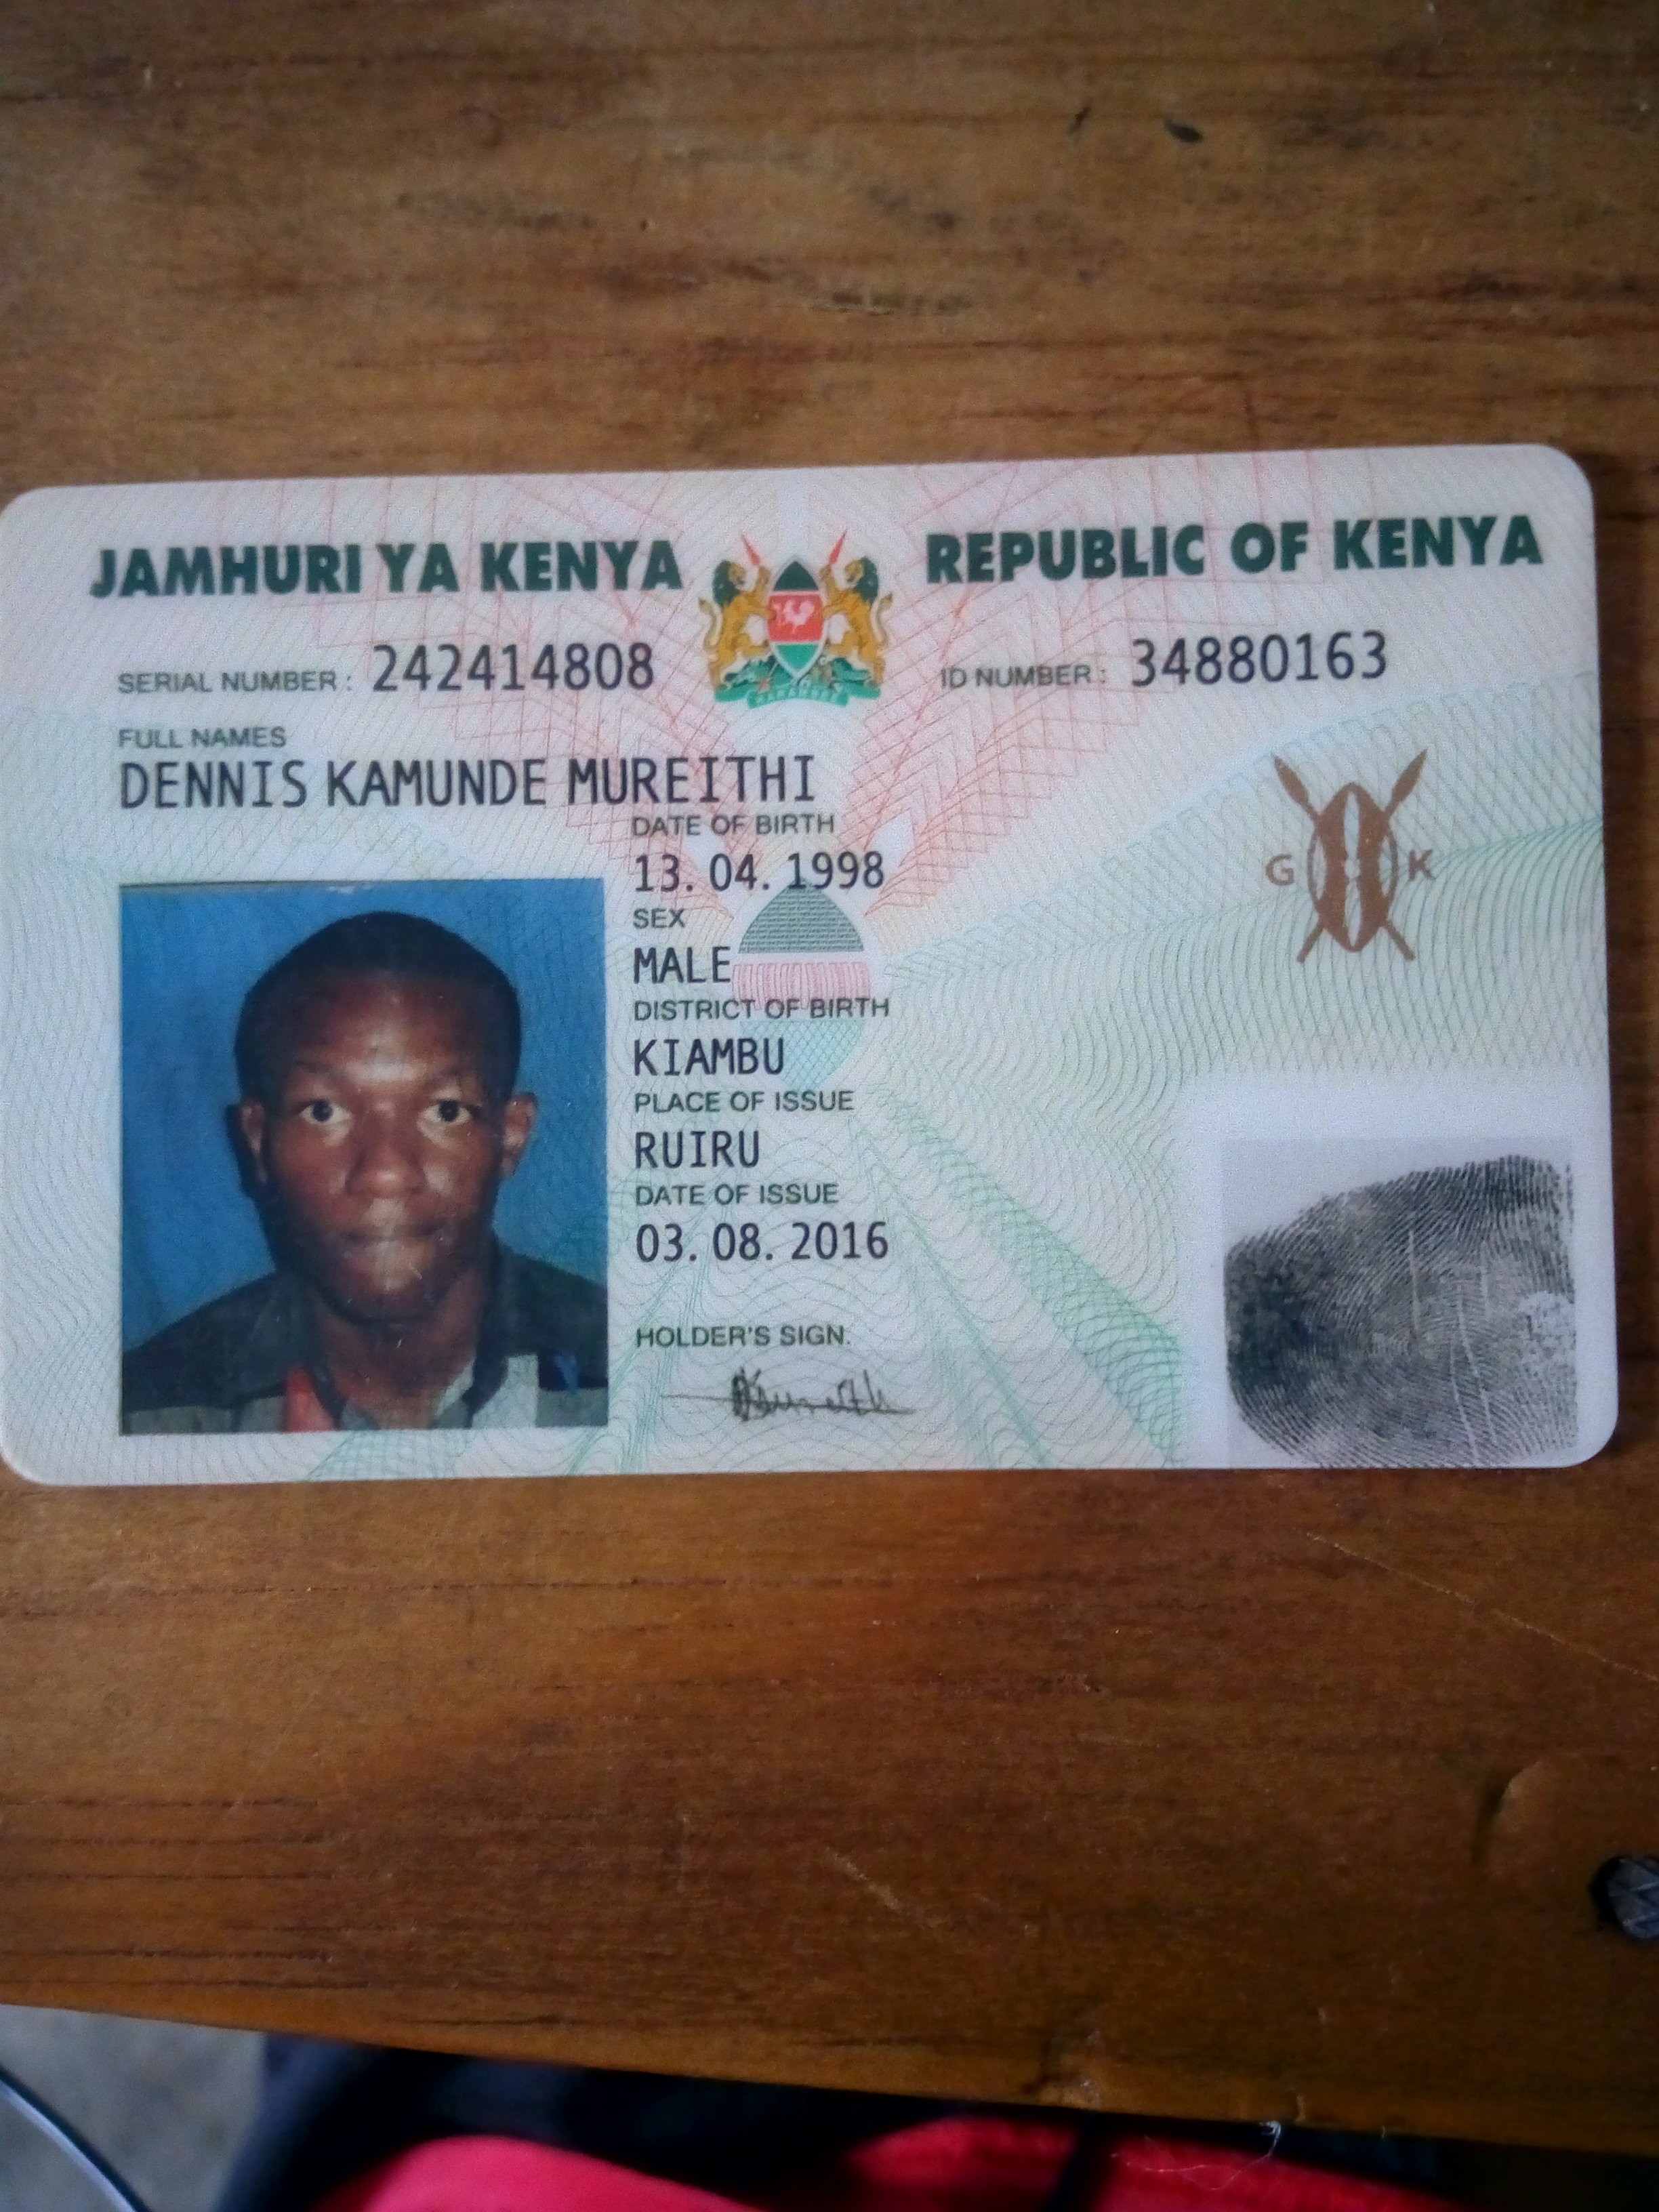 JAMHURI YA KENYA REPUBLIC OF KENYA
SERIAL NUMBER : 242414808 ID NUMBER : 34880163
FULL NAMES
DENNIS KAMUNDE MUREITHI
DATE OF BIRTH
13. 04. 1998
SEX
MALE
G K
DISTRICT OF BIRTH
KIAMBU
PLACE OF ISSUE
RUIRU
DATE OF ISSUE
03. 08. 2016
HOLDER'S SIGN.